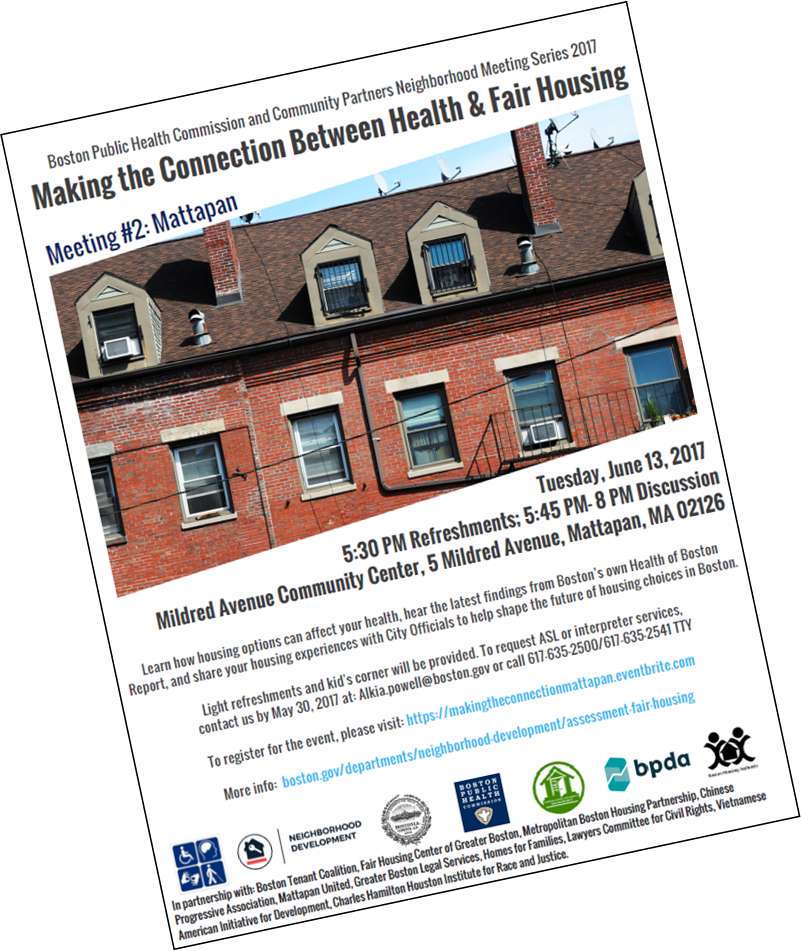 Boston Public Health Commission and Community Partners Neighborhood Meeting Series 2017
Making the Connection Between Health & Fair Housing
Meeting #2: Mattapan
Tuesday, June 13, 2017
5:30 PM Refreshments; 5:45 PM- 8 PM Discussion
Mildred Avenue Community Center, 5 Mildred Avenue, Mattapan, MA 02126
Learn how housing options can affect your health, hear the latest findings from Boston's own Health of Boston
Report, and share your housing experiences with City Officials to help shape the future of housing choices in Boston.
Light refreshments and kid's corner will be provided. To request ASL or interpreter services,
contact us by May 30, 2017 at: Alkia.powell@boston.gov or call 617-635-2500/617-635-2541 TTY
To register for the event, please visit: https://makingtheconnectionmattapan.eventbrite.com
More info: boston.gov/departments/neighborhood-development/assessment-fair-housing
NEIGHBORHOOD
DEVELOPMENT
BOSTON
PUBLIC
HEALTH
COMMISSION
bpda
Boston Housing Authority
In partnership with: Boston Tenant Coalition, Fair Housing Center of Greater Boston, Metropolitan Boston Housing Partnership, Chinese
Progressive Association, Mattapan United, Greater Boston Legal Services, Homes for Families, Lawyers Committee for Civil Rights, Vietnamese
American Initiative for Development, Charles Hamilton Houston Institute for Race and Justice.